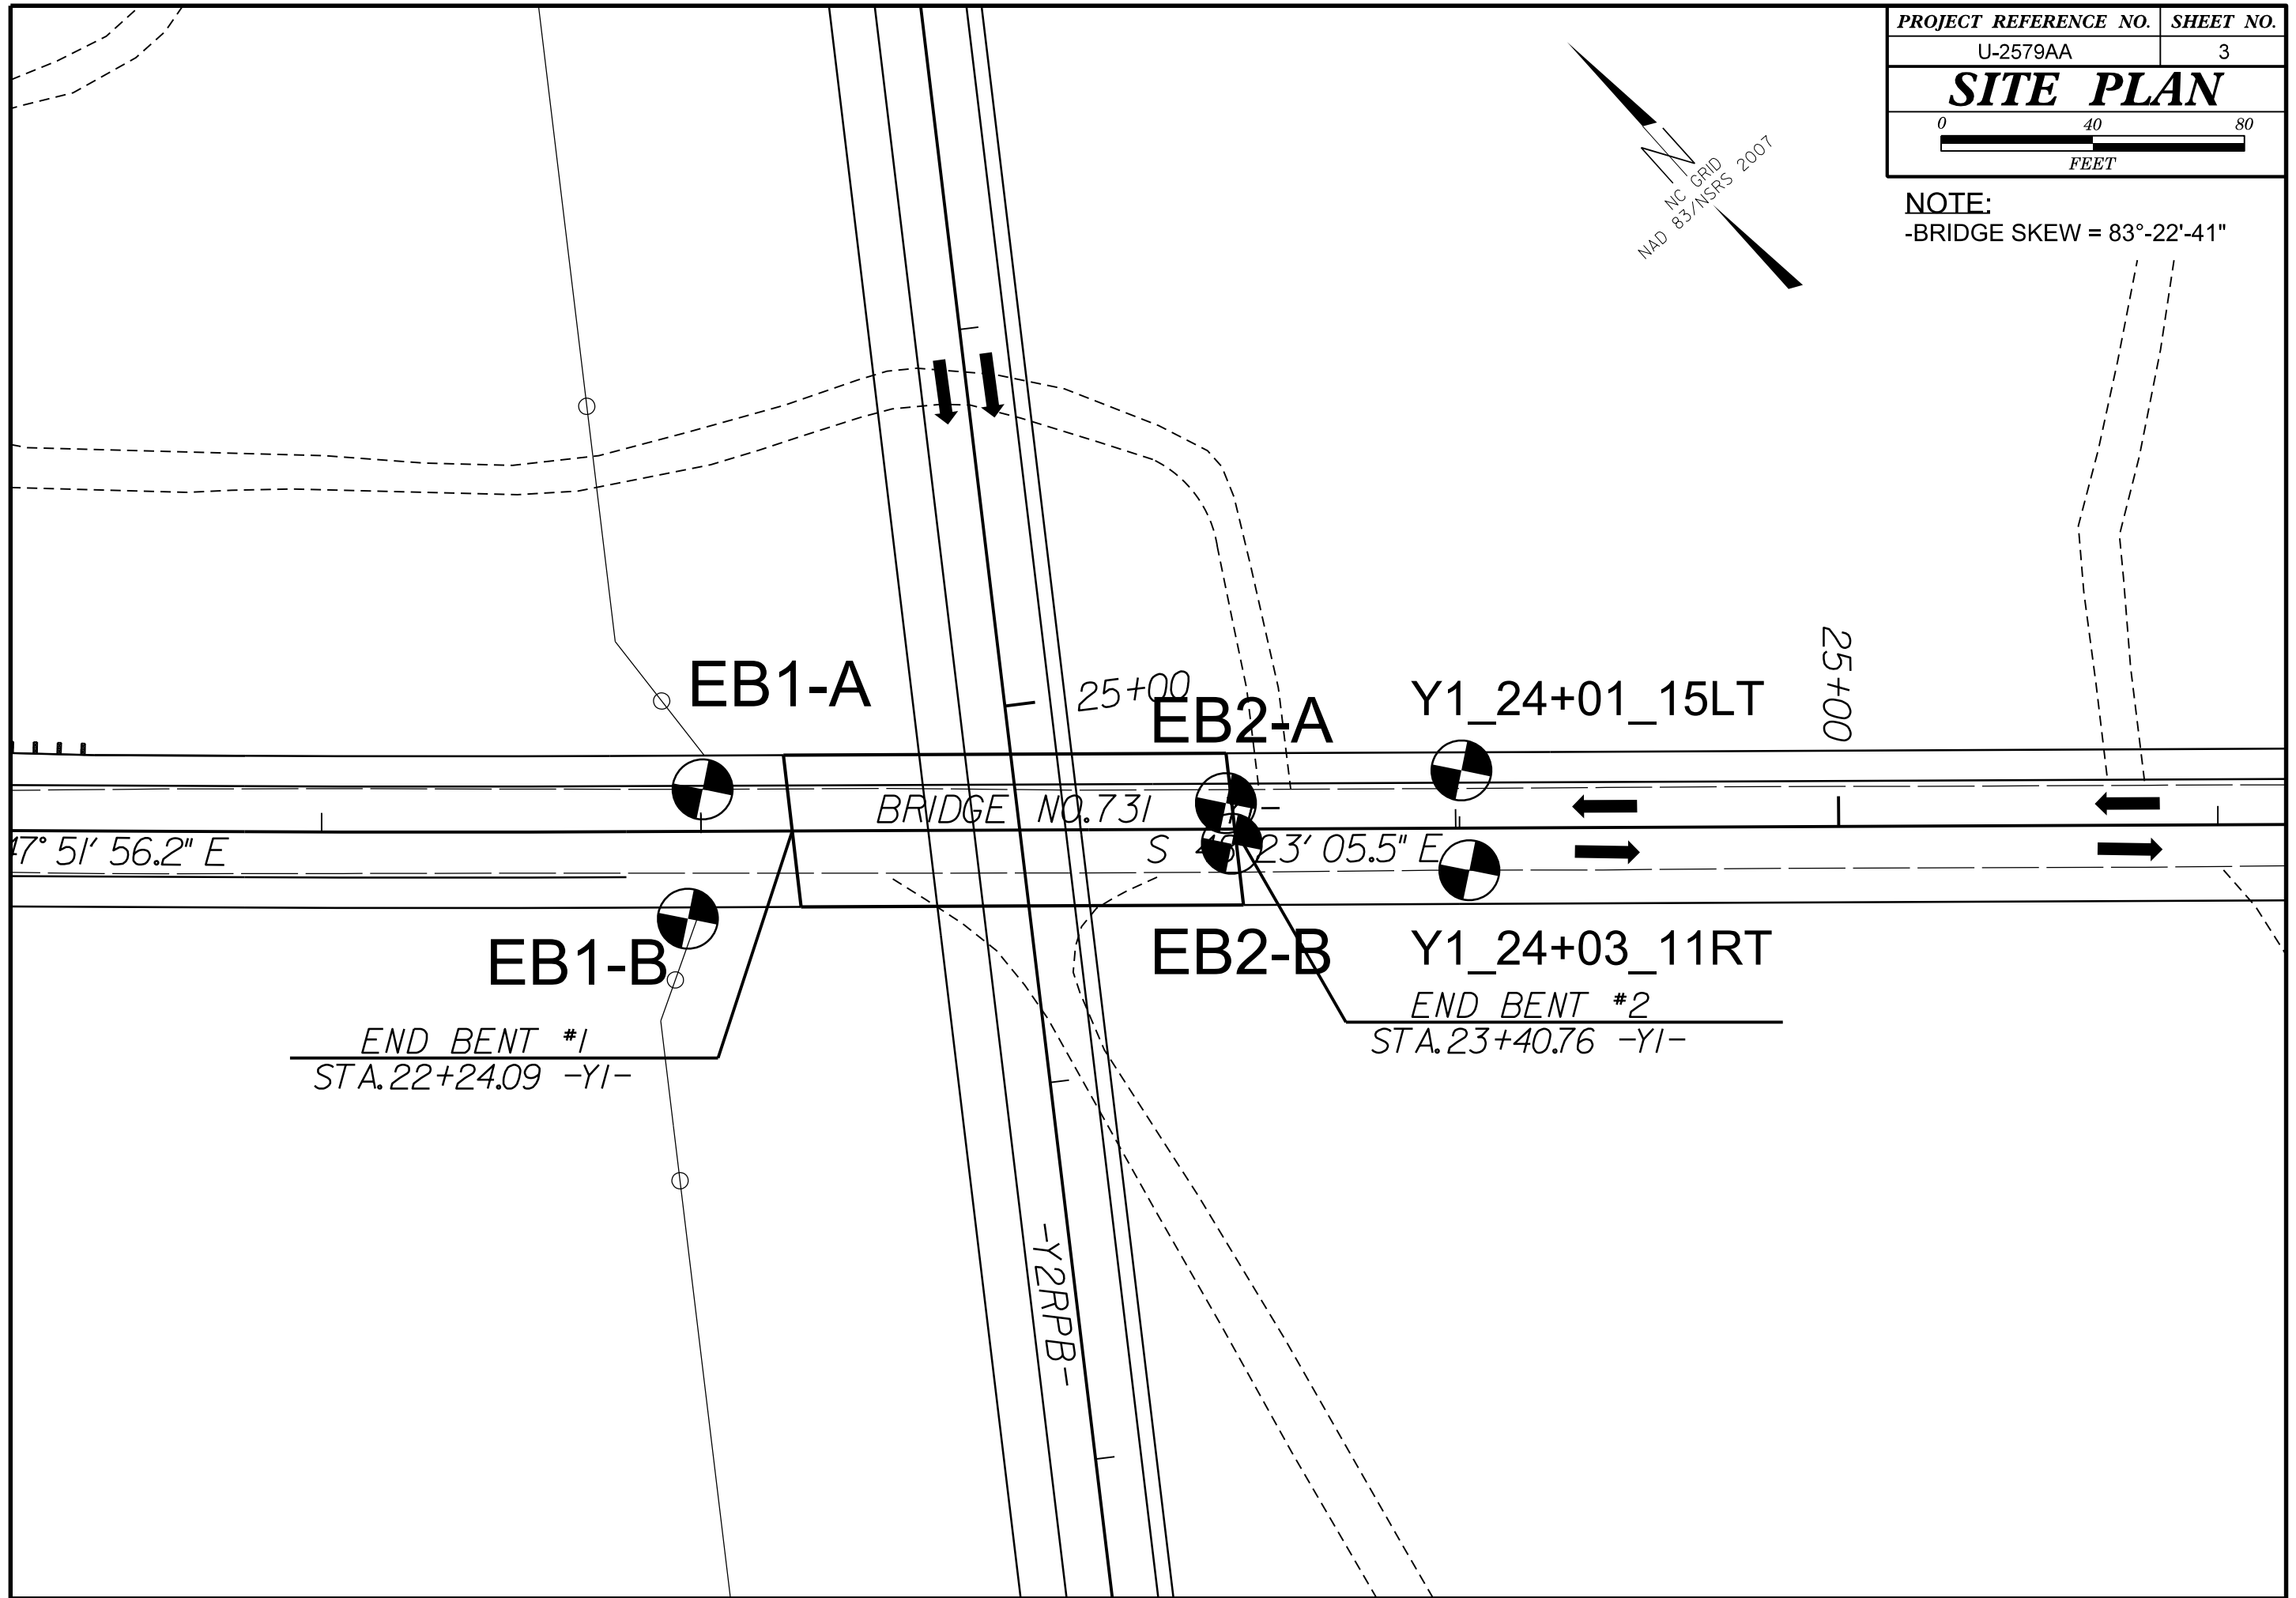 PROJECT REFERENCE NO. SHEET NO.
U-2579AA 3
SITE PLAN
0 40 80
FEET
NOTE:
-BRIDGE SKEW = 83°-22'-41"
NC GRID
NAD 83/NSRS 2007
EB1-A
25+00
EB2-A
Y1_24+01_15LT
25+00
BRIDGE NO. 731
7° 51' 56.2" E
S 23' 05.5" E
EB1-B
EB2-B
Y1_24+03_11RT
END BENT #1
STA. 22+24.09 -Y1-
END BENT #2
STA. 23+40.76 -Y1-
-Y2RPB-